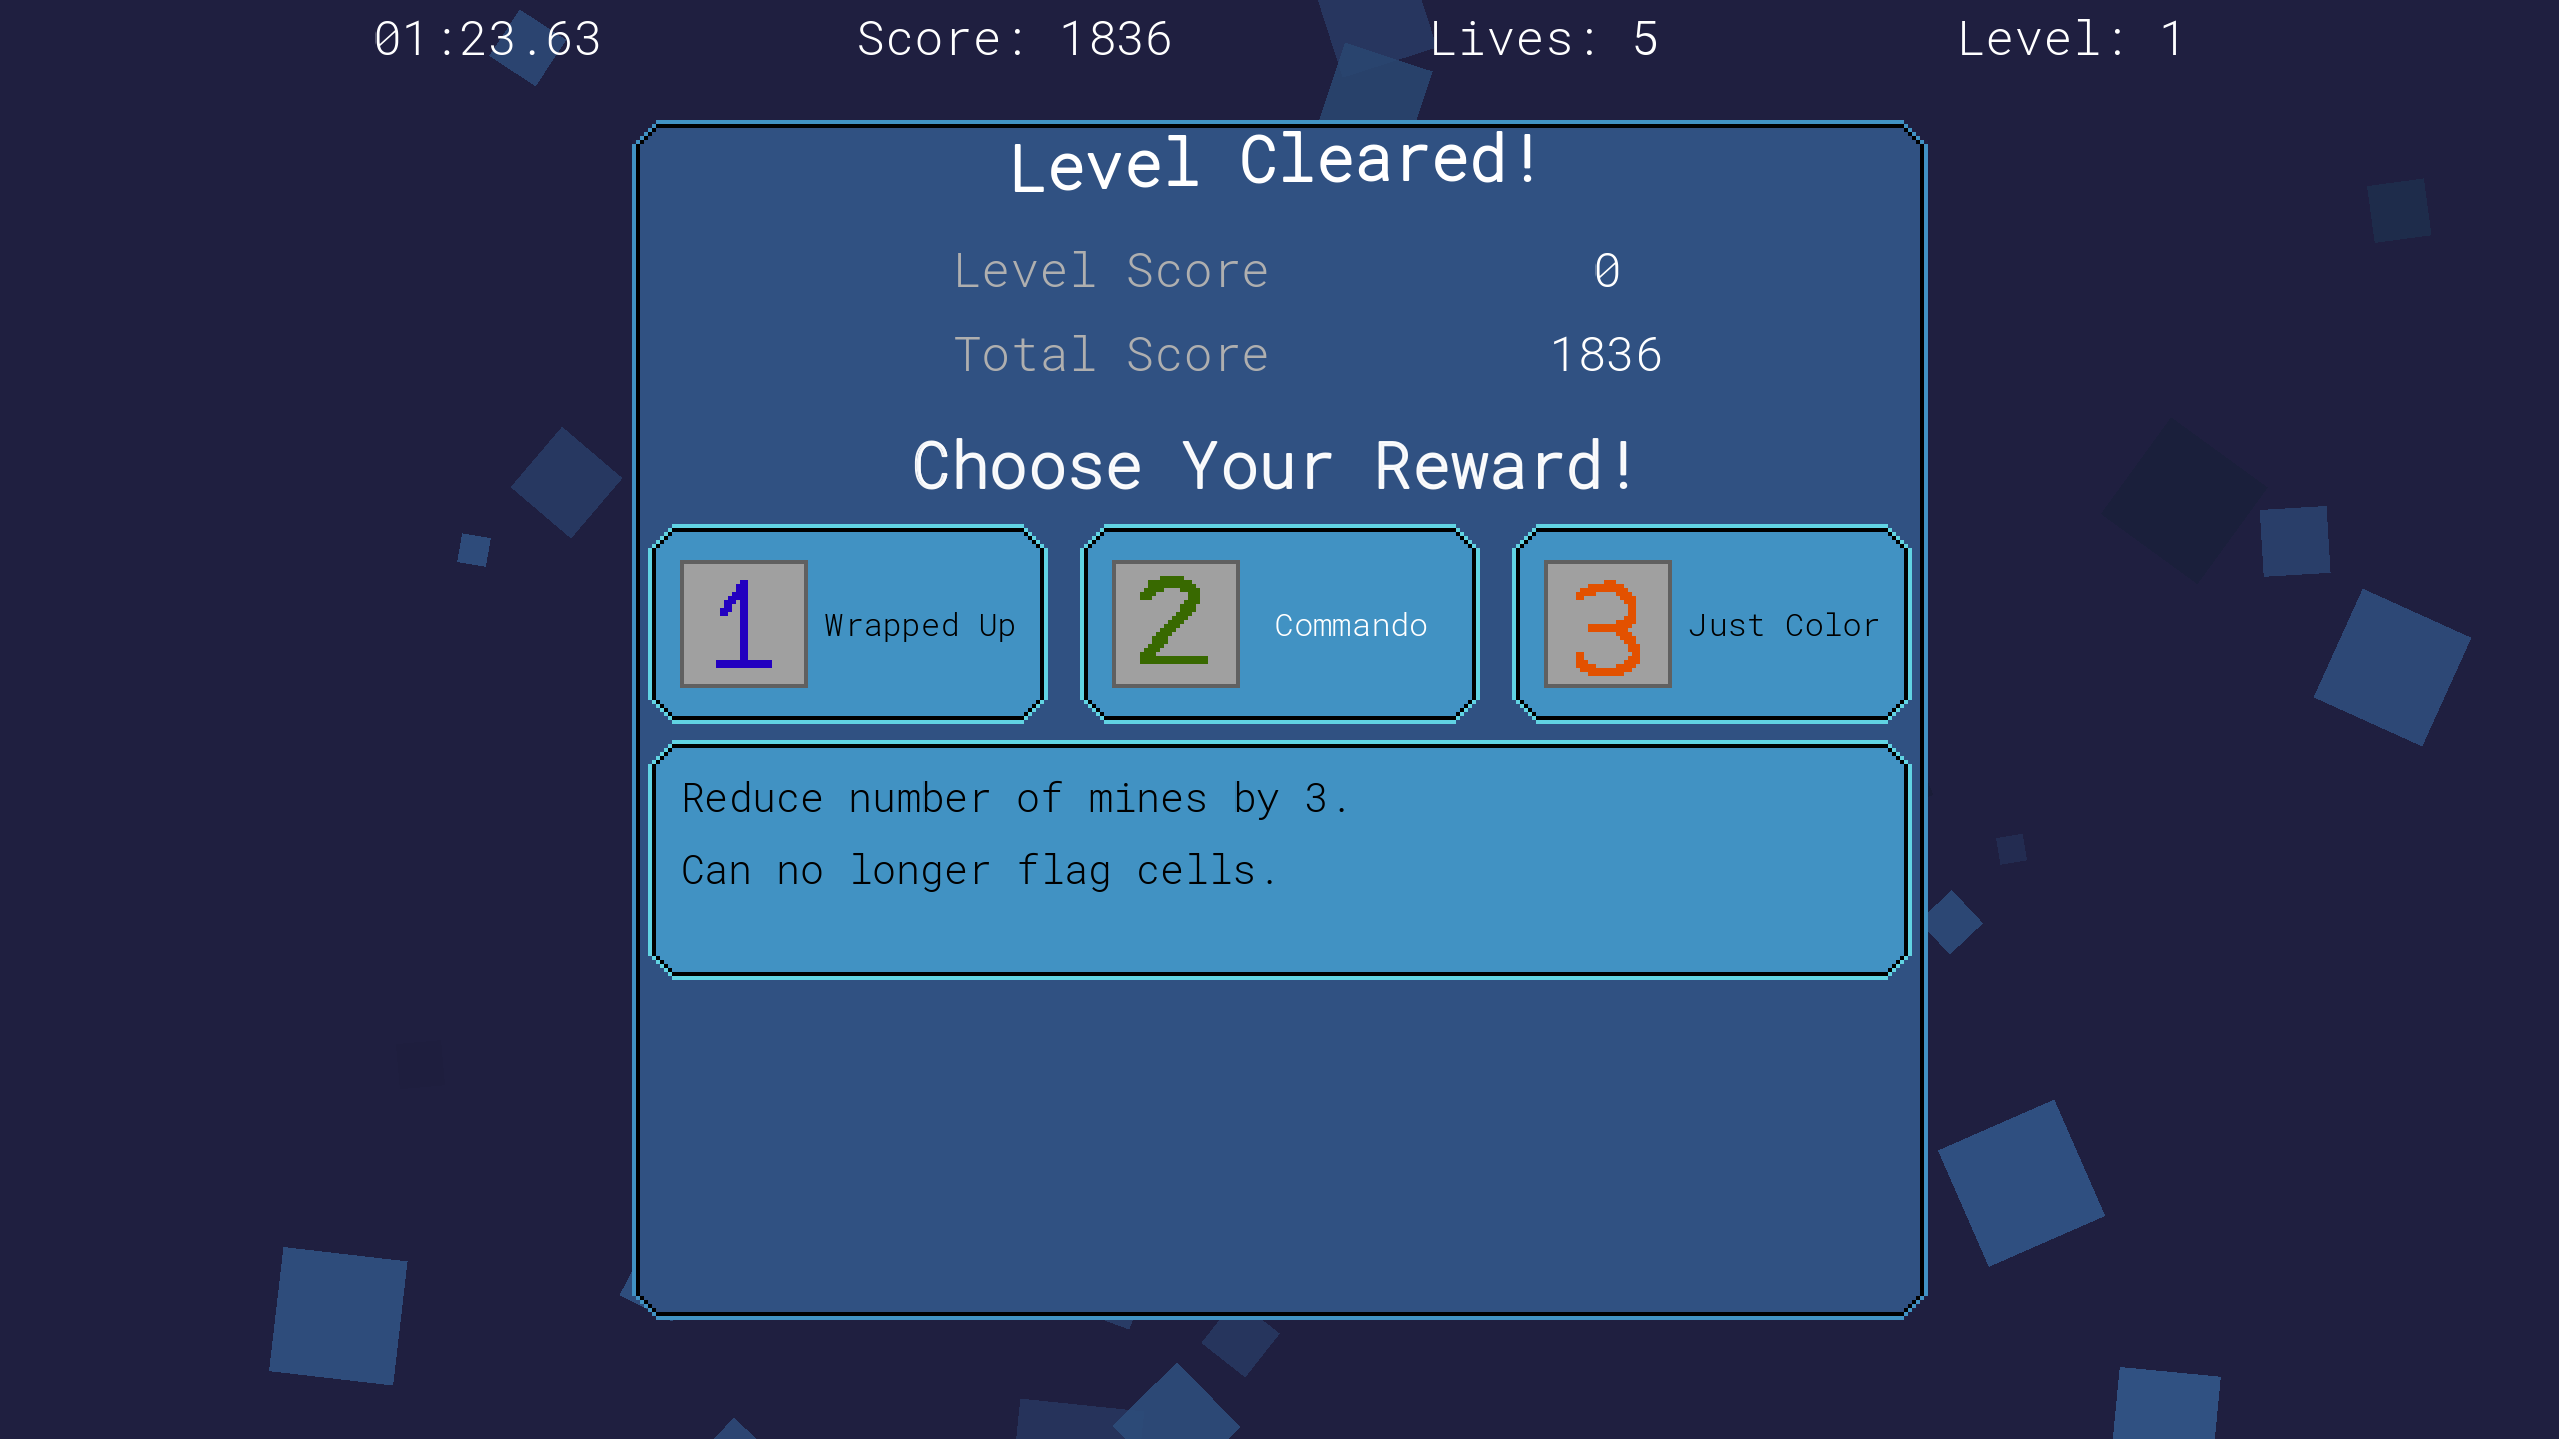 01:23.63 Score: 1836 Lives: 5 Level: 1
Level Cleared!
Level Score 0
Total Score 1836
Choose Your Reward!
1 Wrapped Up
2 Commando
3 Just Color
Reduce number of mines by 3.
Can no longer flag cells.